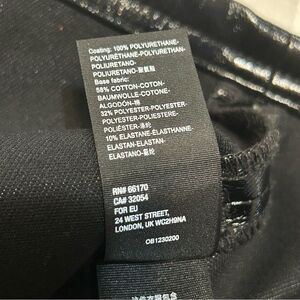 Coating: 100% POLYURETHANE-
POLYURÉTHANE-POLYURETHAN-
POLIURETANO-
POLIURETANO-聚氨酯
Base fabric:
58% COTTON-COTON-
BAUMWOLLE-COTONE-
ALGODÓN-棉
32% POLYESTER-POLYESTER-
POLYESTER-POLIESTERE-
POLIÉSTER-涤纶
10% ELASTANE-ÉLASTHANNE-
ELASTAN-ELASTAN-
ELASTANO-氨纶
RN# 66170
CA# 32054
FOR EU
24 WEST STREET,
LONDON, UK WC2H9NA
CB1230200